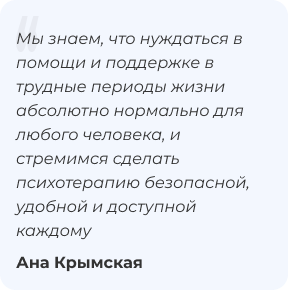 Мы знаем, что нуждаться в
помощи и поддержке в
трудные периоды жизни
абсолютно нормально для
любого человека, и
стремимся сделать
психотерапию безопасной,
удобной и доступной
каждому
Ана Крымская